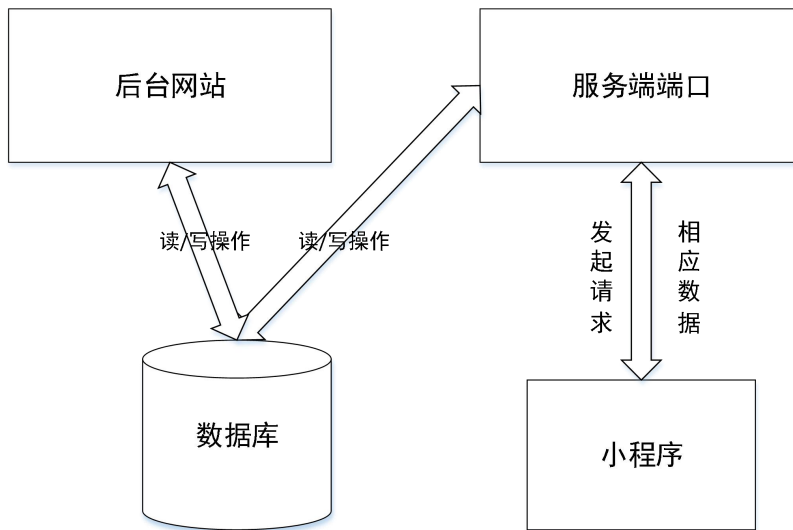 后台网站
服务端端口
读/写操作
读/写操作
发起请求
相应数据
数据库
小程序